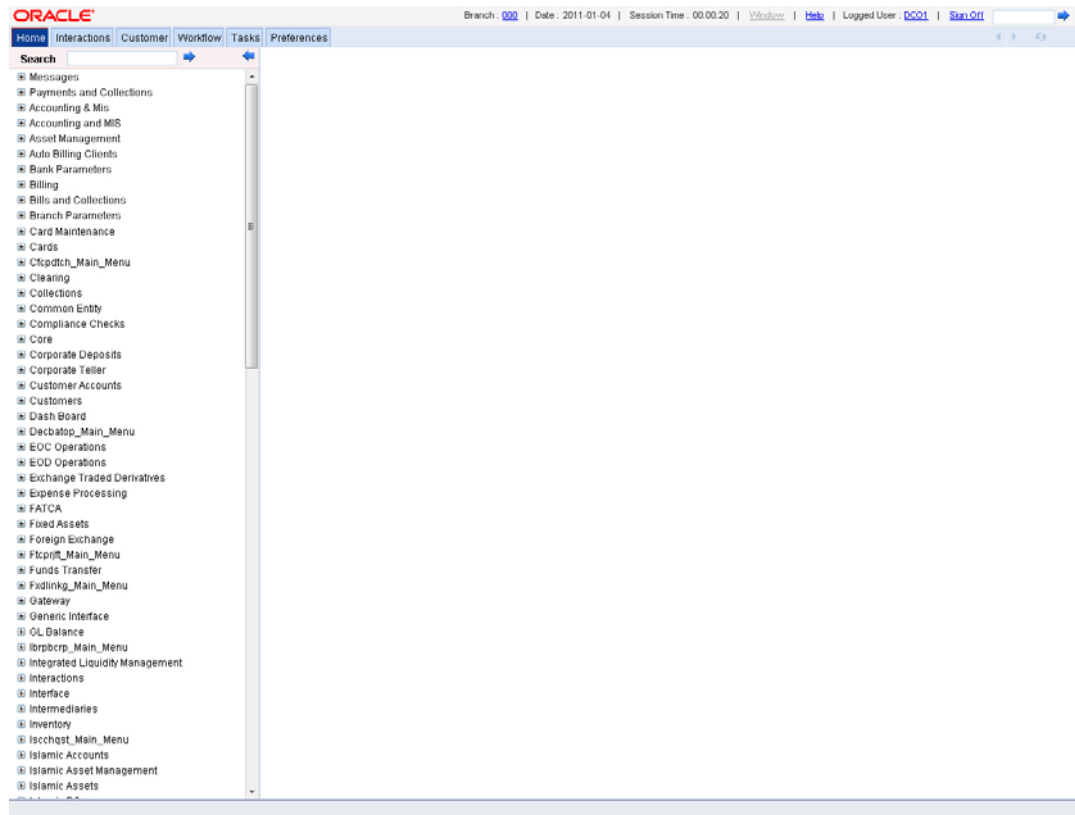 ORACLE
Branch : 000 | Date : 2011-01-04 | Session Time : 00:00:20 | Window | Help | Logged User : DCO1 | Sign Off
Home Interactions Customer Workflow Tasks Preferences
Search
Messages
Payments and Collections
Accounting & Mis
Accounting and MIS
Asset Management
Auto Billing Clients
Bank Parameters
Billing
Bills and Collections
Branch Parameters
Card Maintenance
Cards
Cfcpdtch_Main_Menu
Clearing
Collections
Common Entity
Compliance Checks
Core
Corporate Deposits
Corporate Teller
Customer Accounts
Customers
Dash Board
Decbatop_Main_Menu
EOC Operations
EOD Operations
Exchange Traded Derivatives
Expense Processing
FATCA
Fixed Assets
Foreign Exchange
Ftcprjft_Main_Menu
Funds Transfer
Fxdlinkg_Main_Menu
Gateway
Generic Interface
GL Balance
Ibrpbcrp_Main_Menu
Integrated Liquidity Management
Interactions
Interface
Intermediaries
Inventory
Iscchqst_Main_Menu
Islamic Accounts
Islamic Asset Management
Islamic Assets